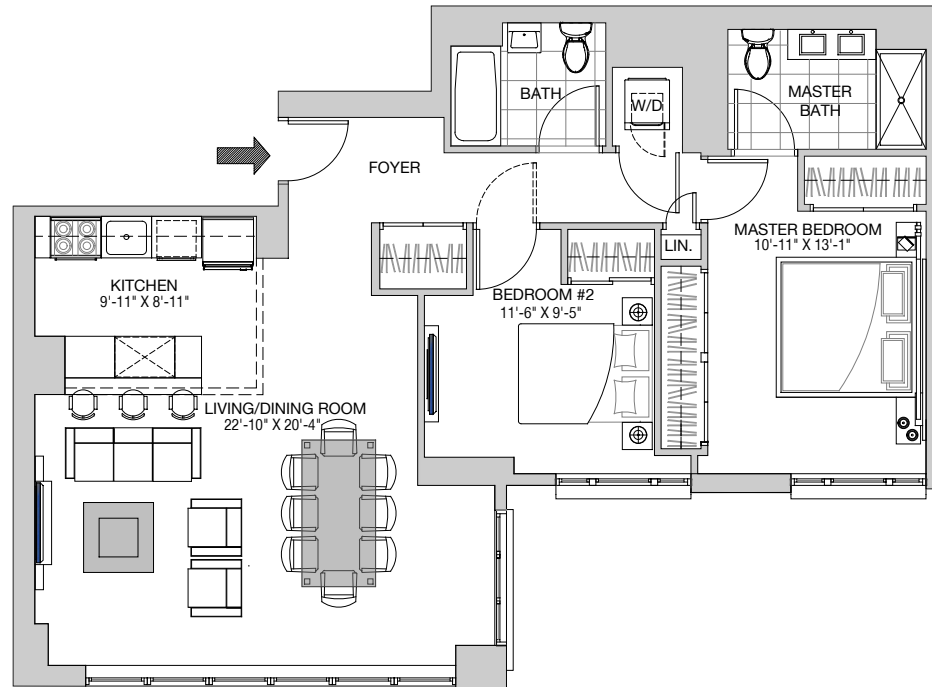 BATH
W/D
MASTER
BATH
FOYER
LIN.
MASTER BEDROOM
10'-11" X 13'-1"
KITCHEN
9'-11" X 8'-11"
BEDROOM #2
11'-6" X 9'-5"
LIVING/DINING ROOM
22'-10" X 20'-4"